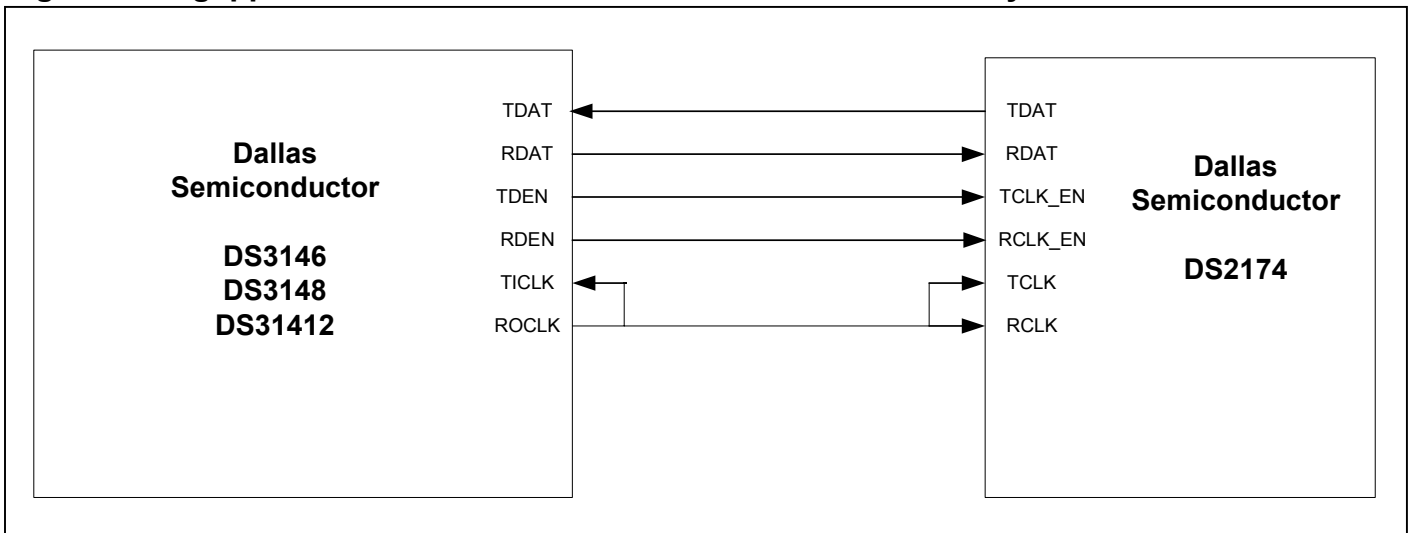 TDAT
RDAT
TDEN
RDEN
TICLK
ROCLK
Dallas
Semiconductor
DS3146
DS3148
DS31412
TDAT
RDAT
TCLK_EN
RCLK_EN
TCLK
RCLK
Dallas
Semiconductor
DS2174